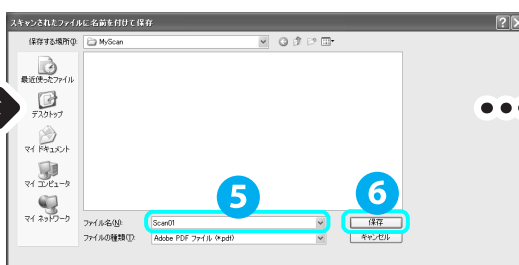 スキャンされたファイルに名前を付けて保存
保存する場所(I): MyScan
最近使ったファイル
デスクトップ
マイ ドキュメント
マイ コンピュータ
マイ ネットワーク
5
6
ファイル名(N): Scan01 保存
ファイルの種類(T): Adobe PDF ファイル (*.pdf) キャンセル